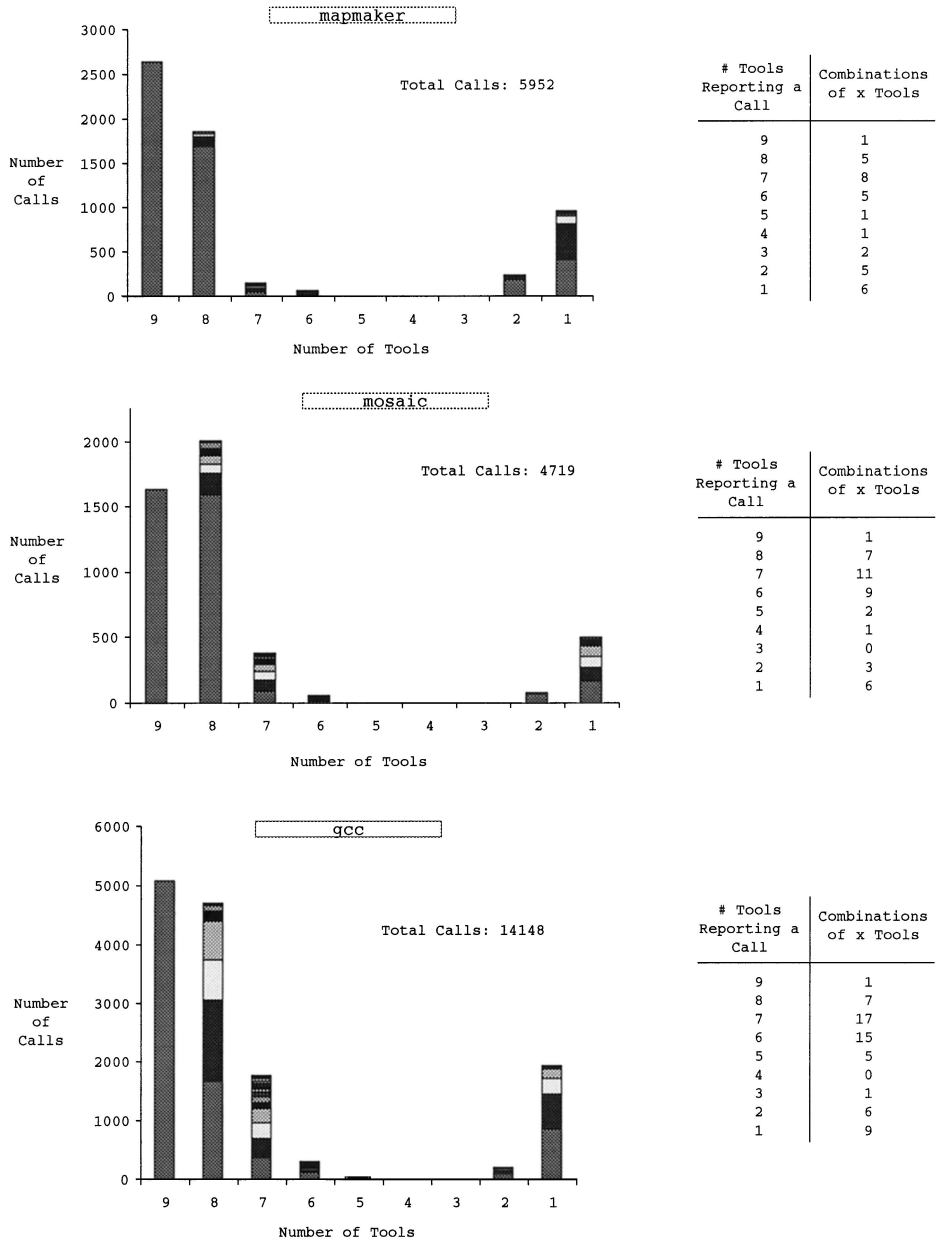 mapmaker
3000
2500
2000
1500
1000
500
0
Number
of
Calls
Total Calls: 5952
9 8 7 6 5 4 3 2 1
Number of Tools
# Tools
Reporting a
Call
Combinations
of x Tools
9 1
8 5
7 8
6 5
5 1
4 1
3 2
2 5
1 6
mosaic
2000
1500
1000
500
0
Number
of
Calls
Total Calls: 4719
9 8 7 6 5 4 3 2 1
Number of Tools
# Tools
Reporting a
Call
Combinations
of x Tools
9 1
8 7
7 11
6 9
5 2
4 1
3 0
2 3
1 6
gcc
6000
5000
4000
3000
2000
1000
0
Number
of
Calls
Total Calls: 14148
9 8 7 6 5 4 3 2 1
Number of Tools
# Tools
Reporting a
Call
Combinations
of x Tools
9 1
8 7
7 17
6 15
5 5
4 0
3 1
2 6
1 9